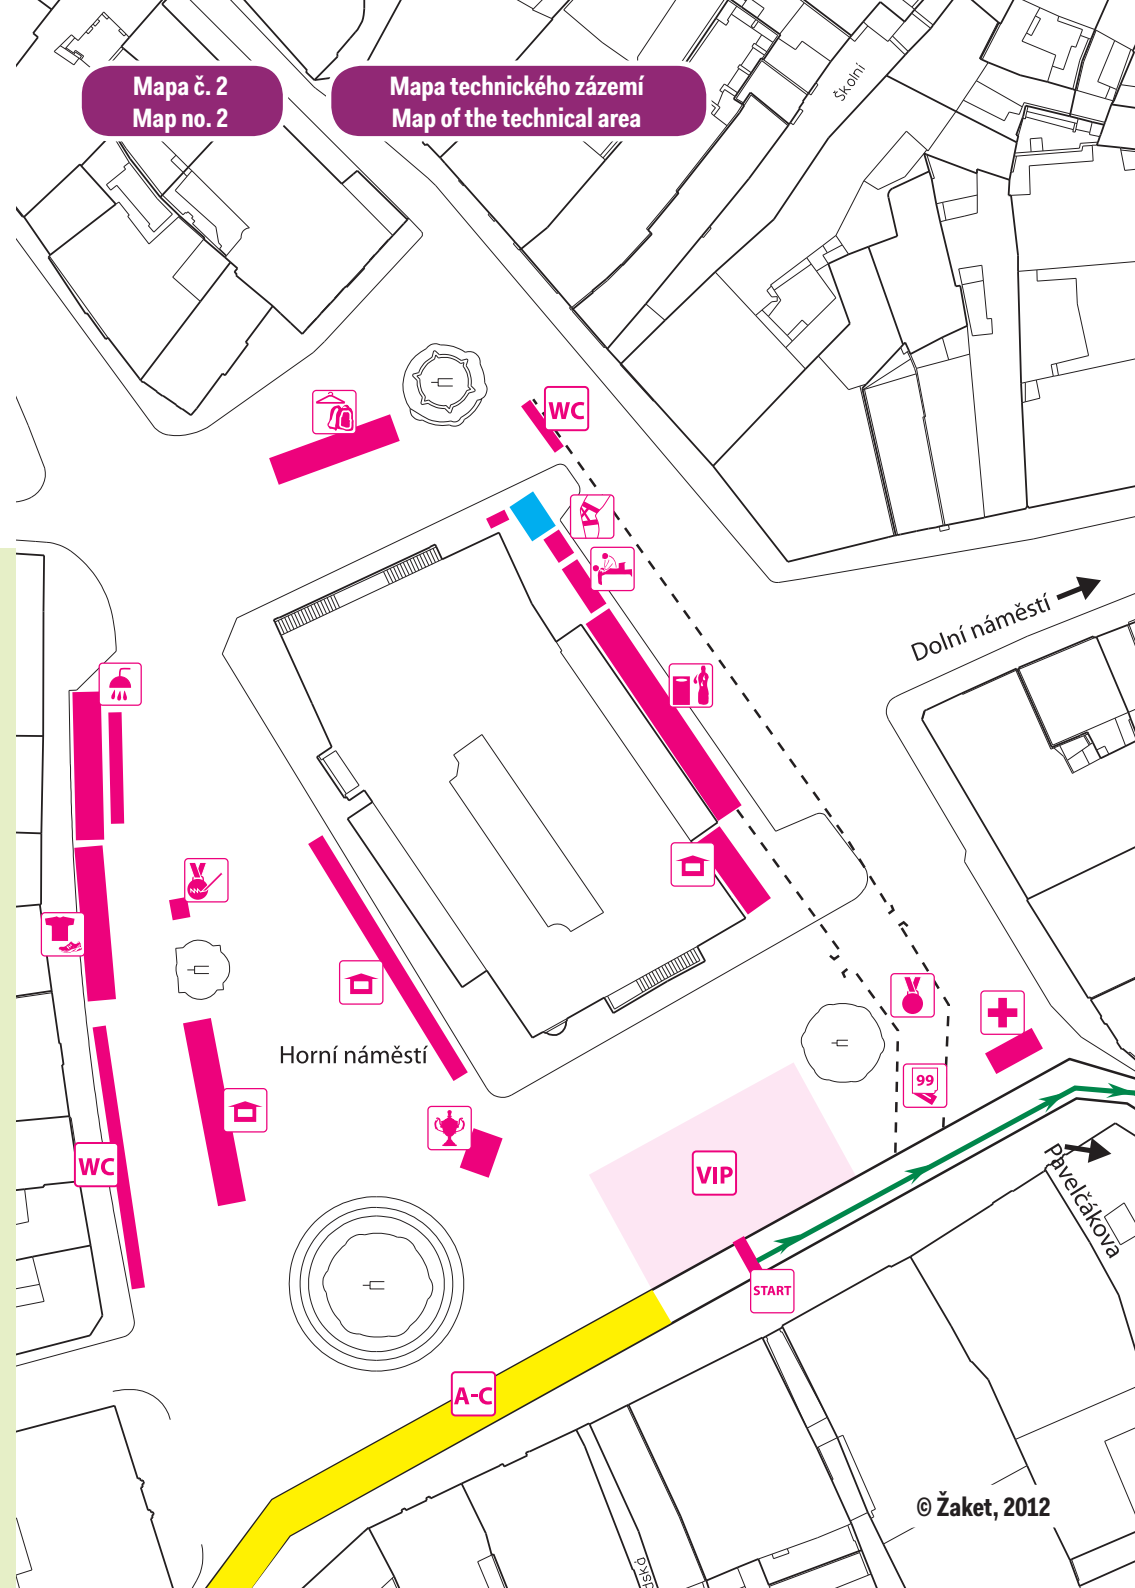 Mapa č. 2
Map no. 2
Mapa technického zázemí
Map of the technical area
Školní
WC
Dolní náměstí
Horní náměstí
99
WC
VIP
Pavelčákova
START
A-C
© Žaket, 2012